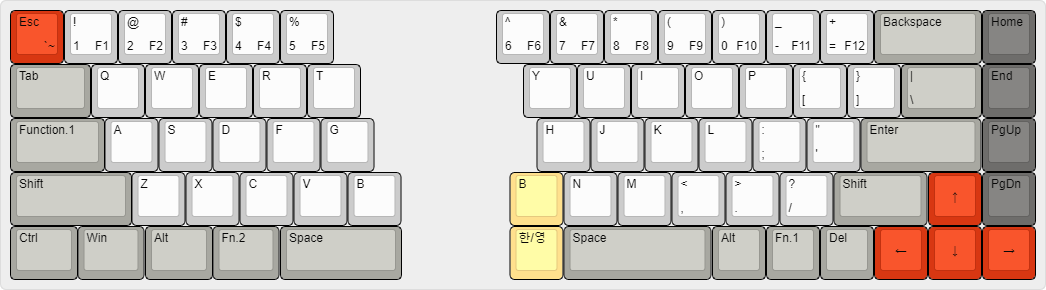 Esc ! @ # $ % ^ & * ( ) _ + Backspace Home
`~ 1 F1 2 F2 3 F3 4 F4 5 F5 6 F6 7 F7 8 F8 9 F9 0 F10 - F11 = F12
Tab Q W E R T Y U I O P { } | End
[ ] \
Function.1 A S D F G H J K L : " Enter PgUp
; '
Shift Z X C V B B N M < > ? Shift ↑ PgDn
, . /
Ctrl Win Alt Fn.2 Space 한/영 Space Alt Fn.1 Del ← ↓ →